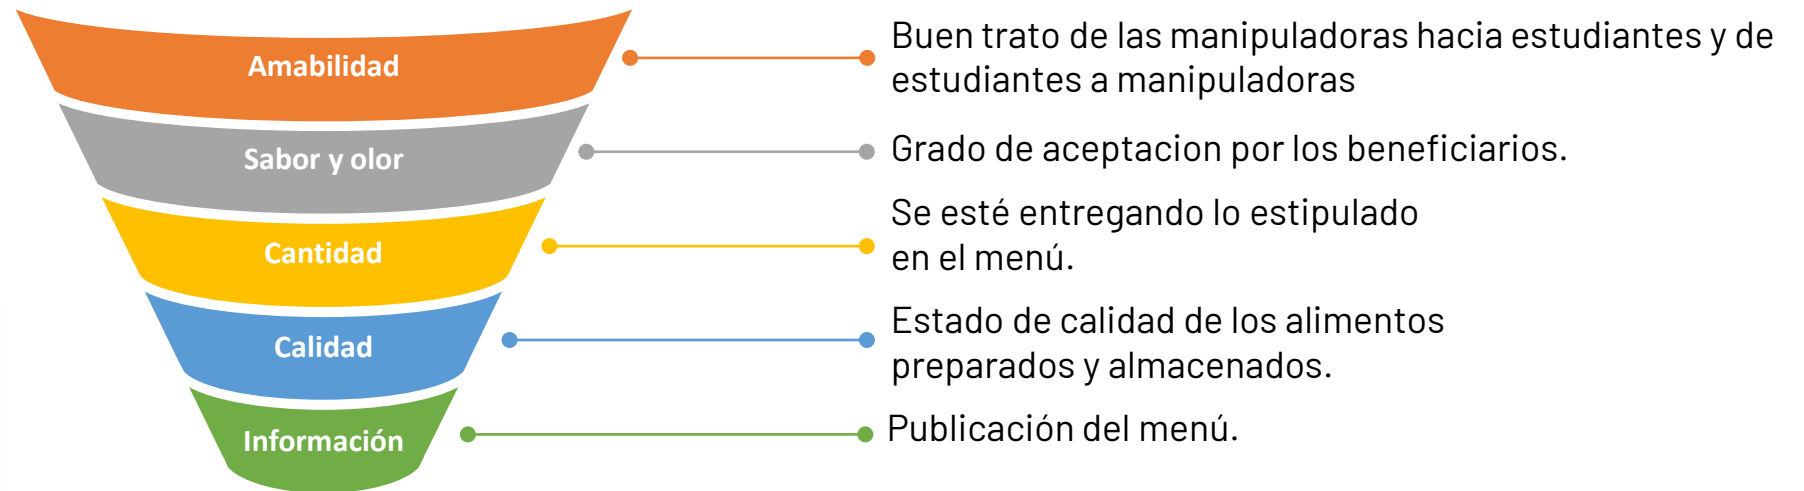 Amabilidad
Buen trato de las manipuladoras hacia estudiantes y de
estudiantes a manipuladoras
Sabor y olor
Grado de aceptacion por los beneficiarios.
Cantidad
Se esté entregando lo estipulado
en el menú.
Calidad
Estado de calidad de los alimentos
preparados y almacenados.
Información
Publicación del menú.